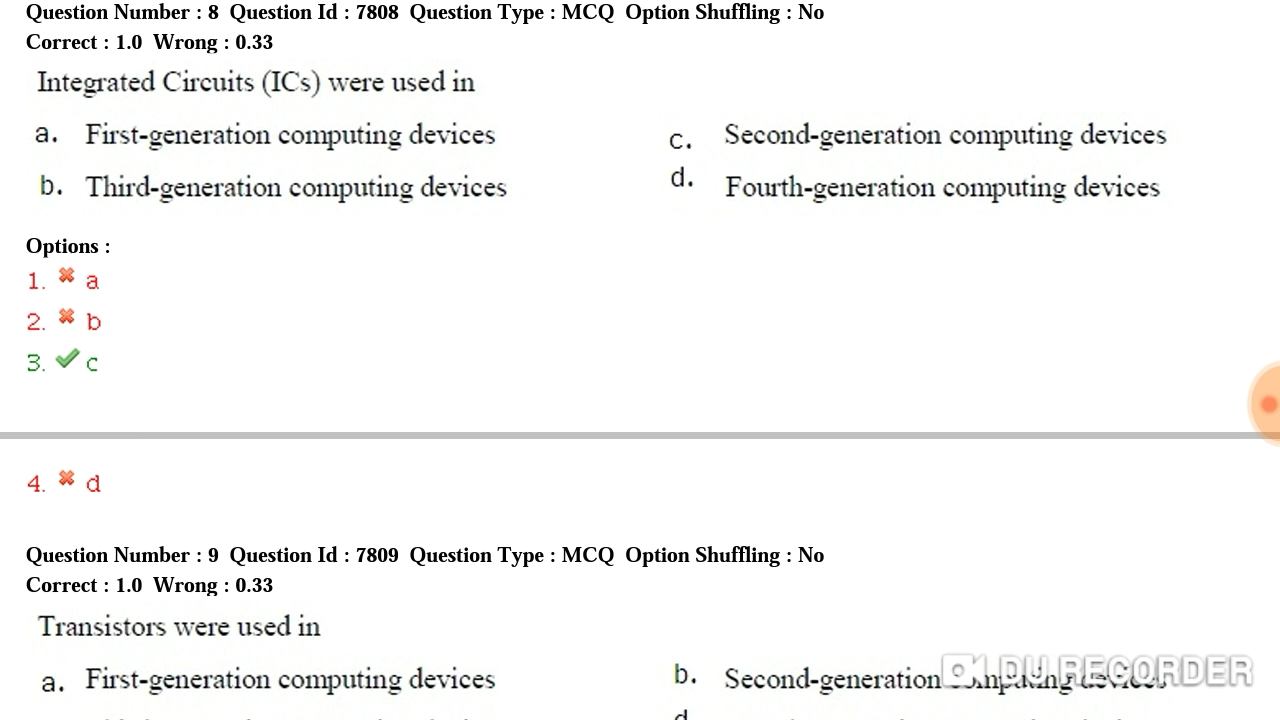 Question Number : 8 Question Id : 7808 Question Type : MCQ Option Shuffling : No
Correct : 1.0 Wrong : 0.33
Integrated Circuits (ICs) were used in
a. First-generation computing devices
c. Second-generation computing devices
b. Third-generation computing devices
d. Fourth-generation computing devices
Options :
1. a
2. b
3. c
4. d
Question Number : 9 Question Id : 7809 Question Type : MCQ Option Shuffling : No
Correct : 1.0 Wrong : 0.33
Transistors were used in
a. First-generation computing devices
b. Second-generation computing devices
DU RECORDER